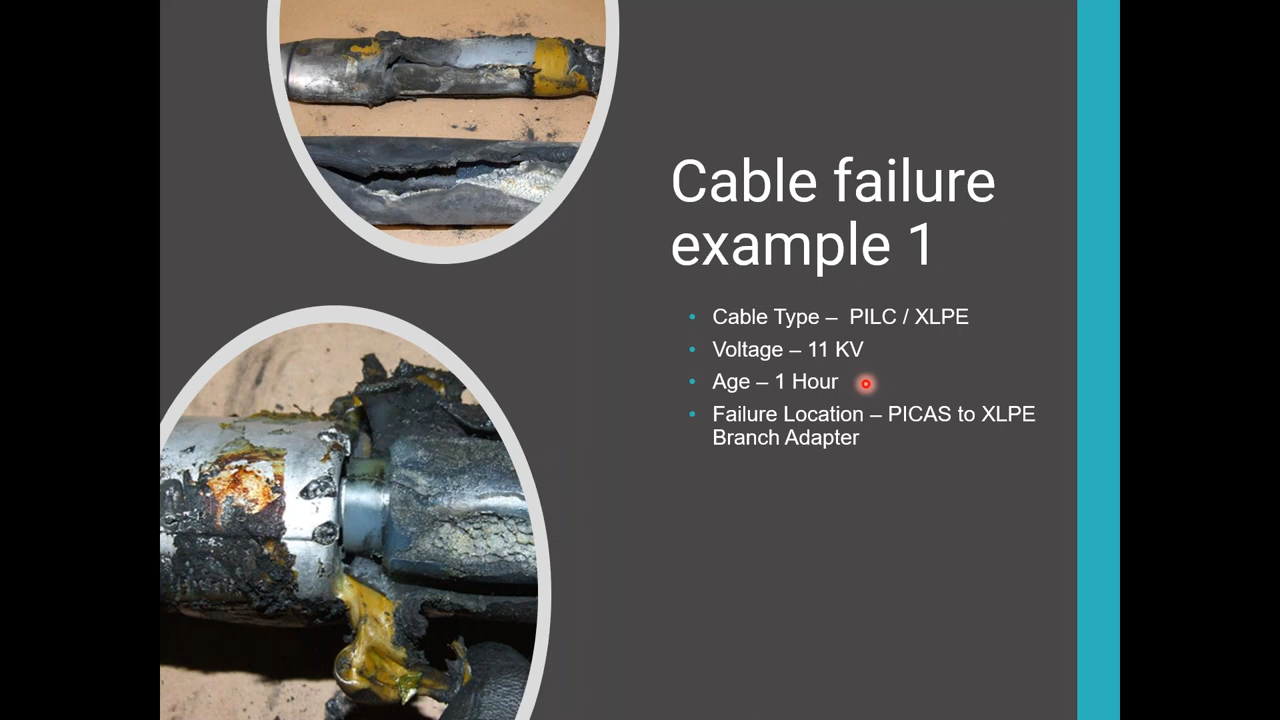 Cable failure
example 1
• Cable Type – PILC / XLPE
• Voltage – 11 KV
• Age – 1 Hour
• Failure Location – PICAS to XLPE
Branch Adapter